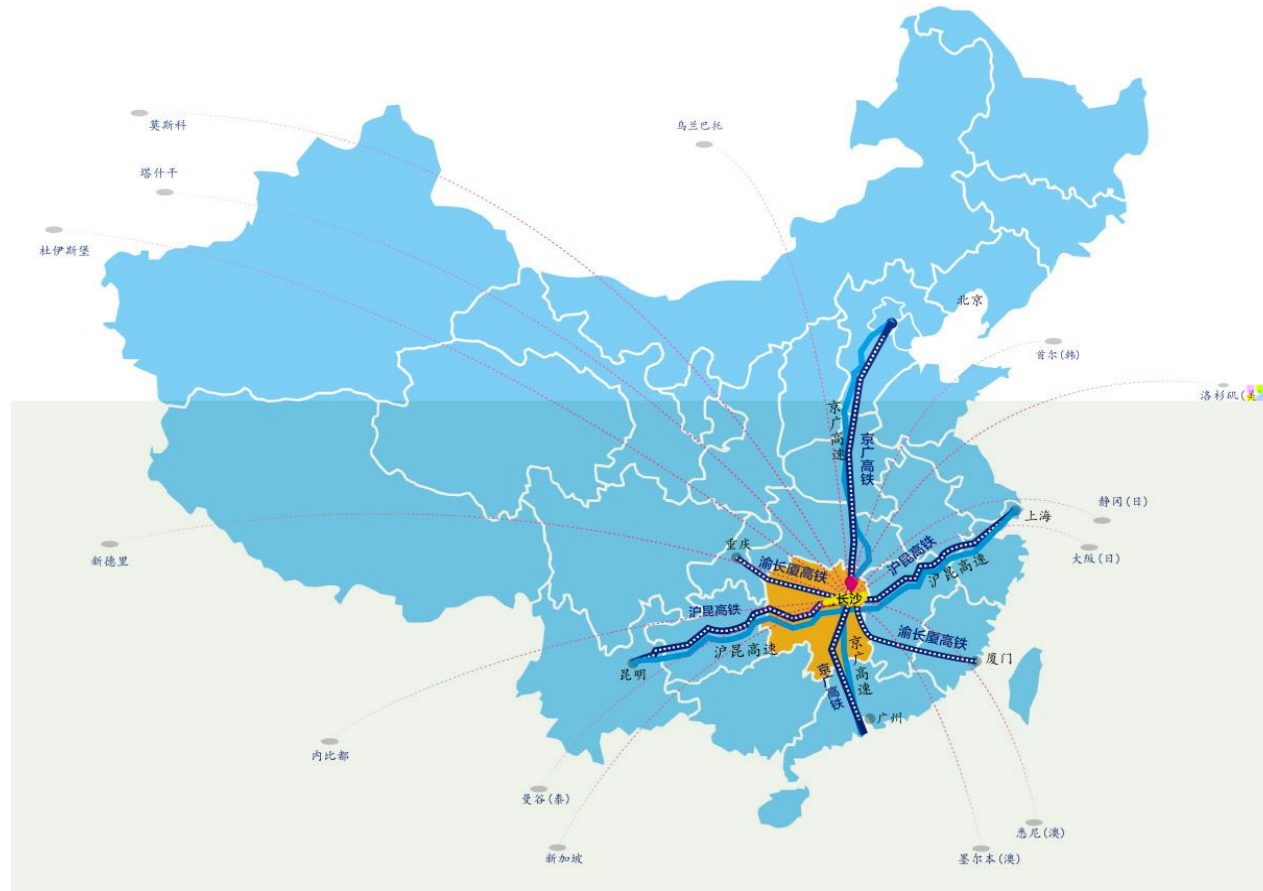 莫斯科
乌兰巴托
塔什干
杜伊斯堡
北京
首尔(韩)
洛杉矶(美
京广高速
京广高铁
静冈(日)
上海
大阪(日)
新德里
重庆
沪昆高铁
渝长厦高铁
沪昆高速
长沙
沪昆高铁
渝长厦高铁
沪昆高速
京广高速
厦门
昆明
京广高铁
广州
内比都
曼谷(泰)
悉尼(澳)
新加坡
墨尔本(澳)